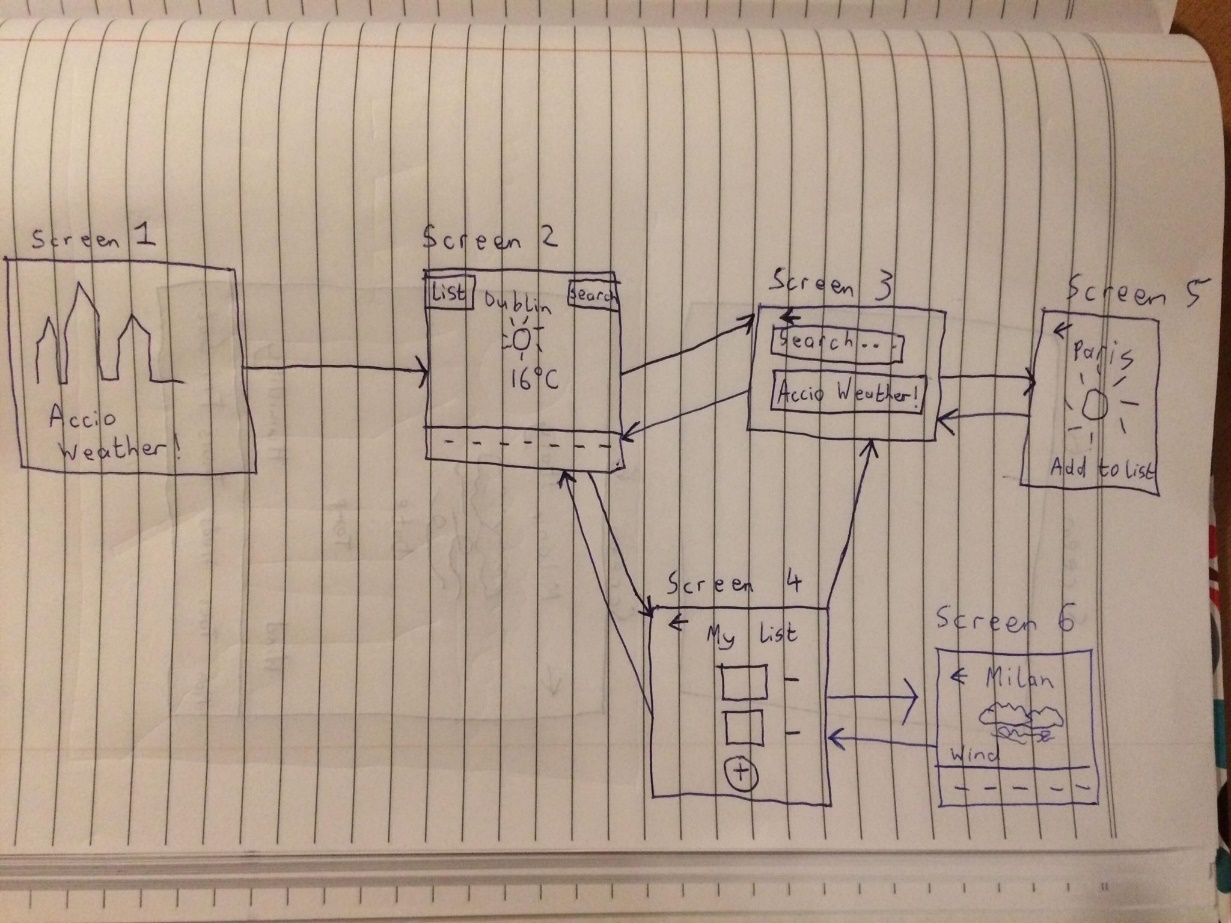 Screen 1
Accio
Weather!
Screen 2
List
Search
Dublin
16°C
Screen 3
Search...
Accio Weather!
Screen 5
Paris
Add to list
Screen 4
My list
+
Screen 6
Milan
Wind